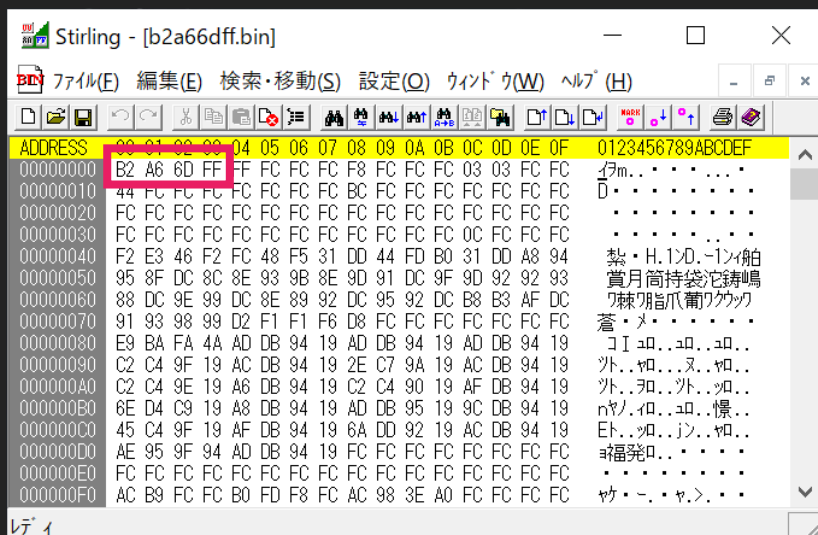 Stirling - [b2a66dff.bin]
ﾌｧｲﾙ(F) 編集(E) 検索・移動(S) 設定(O) ｳｨﾝﾄﾞｳ(W) ﾍﾙﾌﾟ(H)
ADDRESS 00 01 02 03 04 05 06 07 08 09 0A 0B 0C 0D 0E 0F 0123456789ABCDEF
00000000 B2 A6 6D FF FF FC FC FC F8 FC FC FC 03 03 FC FC
00000010 44 FC FC FC FC FC FC FC BC FC FC FC FC FC FC FC
00000020 FC FC FC FC FC FC FC FC FC FC FC FC FC FC FC FC
00000030 FC FC FC FC FC FC FC FC FC FC FC FC 0C FC FC FC
00000040 F2 E3 46 F2 FC 48 F5 31 DD 44 FD B0 31 DD A8 94
00000050 95 8F DC 8C 8E 93 9B 8E 9D 91 DC 9F 9D 92 92 93
00000060 88 DC 9E 99 DC 8E 89 92 DC 95 92 DC B8 B3 AF DC
00000070 91 93 98 99 D2 F1 F1 F6 D8 FC FC FC FC FC FC FC
00000080 E9 BA FA 4A AD DB 94 19 AD DB 94 19 AD DB 94 19
00000090 C2 C4 9F 19 AC DB 94 19 2E C7 9A 19 AC DB 94 19
000000A0 C2 C4 9E 19 A6 DB 94 19 C2 C4 90 19 AF DB 94 19
000000B0 6E D4 C9 19 A8 DB 94 19 AD DB 95 19 9C DB 94 19
000000C0 45 C4 9F 19 AF DB 94 19 6A DD 92 19 AC DB 94 19
000000D0 AE 95 9F 94 AD DB 94 19 FC FC FC FC FC FC FC FC
000000E0 FC FC FC FC FC FC FC FC FC FC FC FC FC FC FC FC
000000F0 AC B9 FC FC B0 FD F8 FC AC 98 3E A0 FC FC FC FC
ﾚﾃﾞｨ